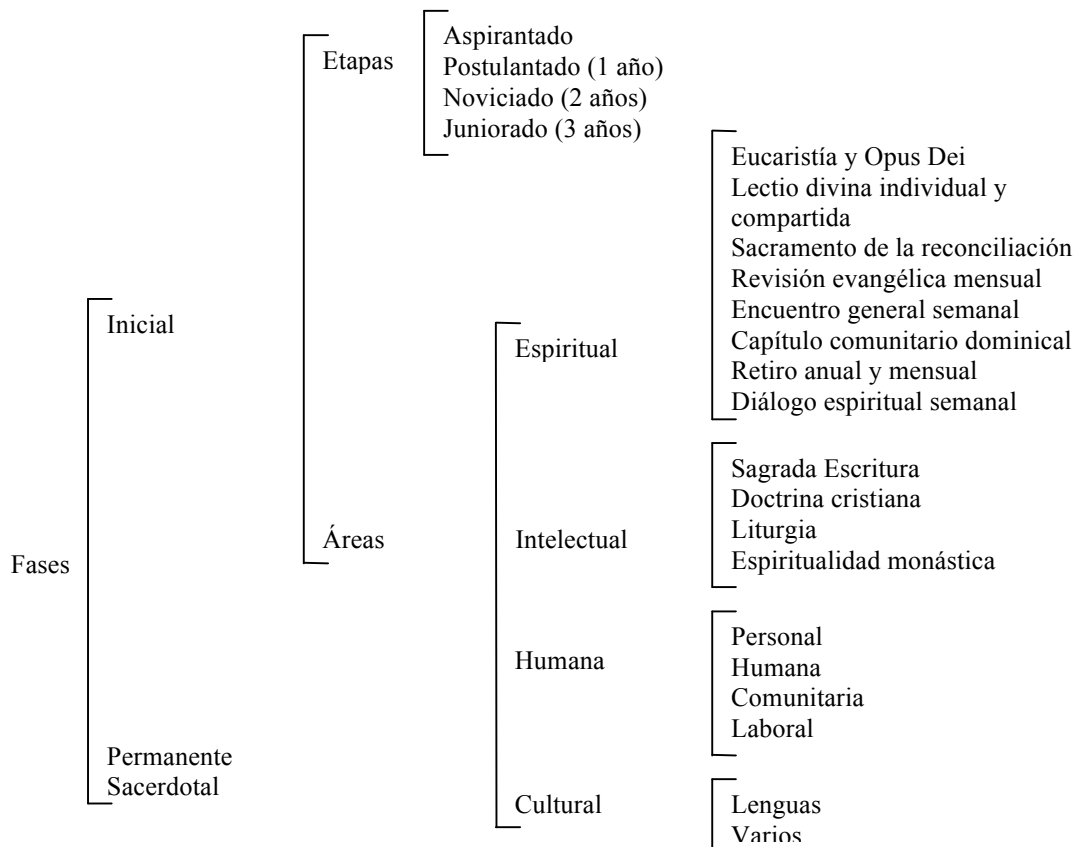 Fases
Inicial
Permanente
Sacerdotal
Etapas
Áreas
Aspirantado
Postulantado (1 año)
Noviciado (2 años)
Juniorado (3 años)
Espiritual
Eucaristía y Opus Dei
Lectio divina individual y
compartida
Sacramento de la reconciliación
Revisión evangélica mensual
Encuentro general semanal
Capítulo comunitario dominical
Retiro anual y mensual
Diálogo espiritual semanal
Intelectual
Sagrada Escritura
Doctrina cristiana
Liturgia
Espiritualidad monástica
Humana
Personal
Humana
Comunitaria
Laboral
Cultural
Lenguas
Varios